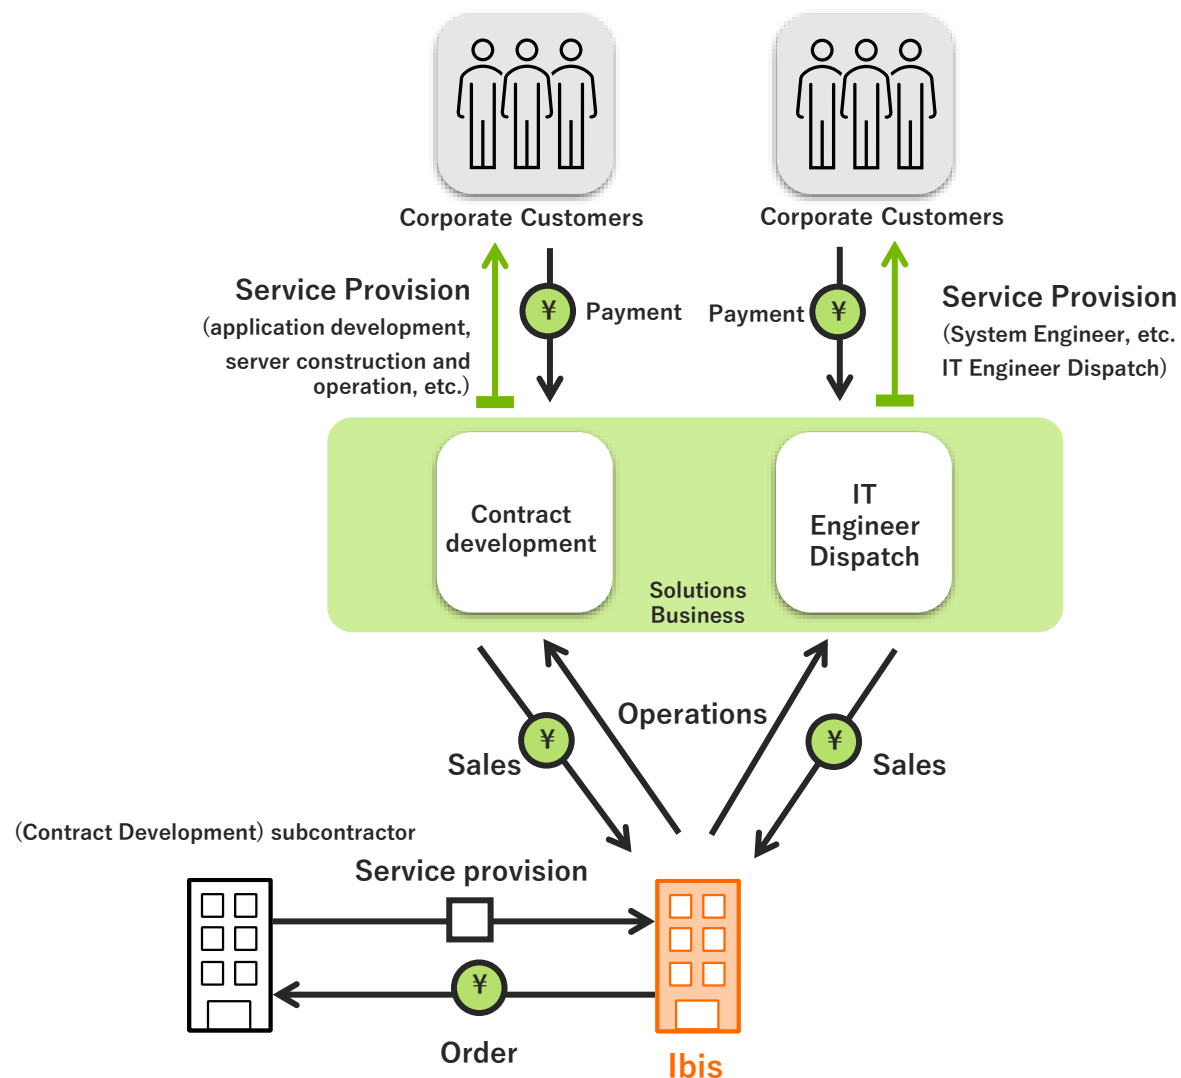 Corporate Customers
Corporate Customers
Service Provision
(application development,
server construction and
operation, etc.)
¥
Payment
Payment
¥
Service Provision
(System Engineer, etc.
IT Engineer Dispatch)
Contract
development
IT
Engineer
Dispatch
Solutions
Business
Operations
¥
Sales
¥
Sales
(Contract Development) subcontractor
Service provision
¥
Order
Ibis